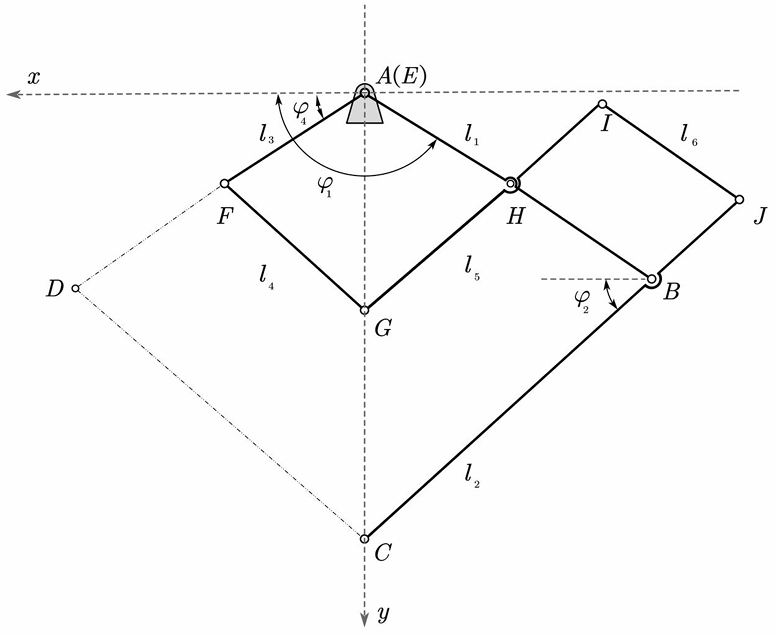 x
A(E)
φ₄
l₃
l₁
I
l₆
φ₁
F
H
J
l₄
l₅
D
φ₂
B
G
l₂
C
y